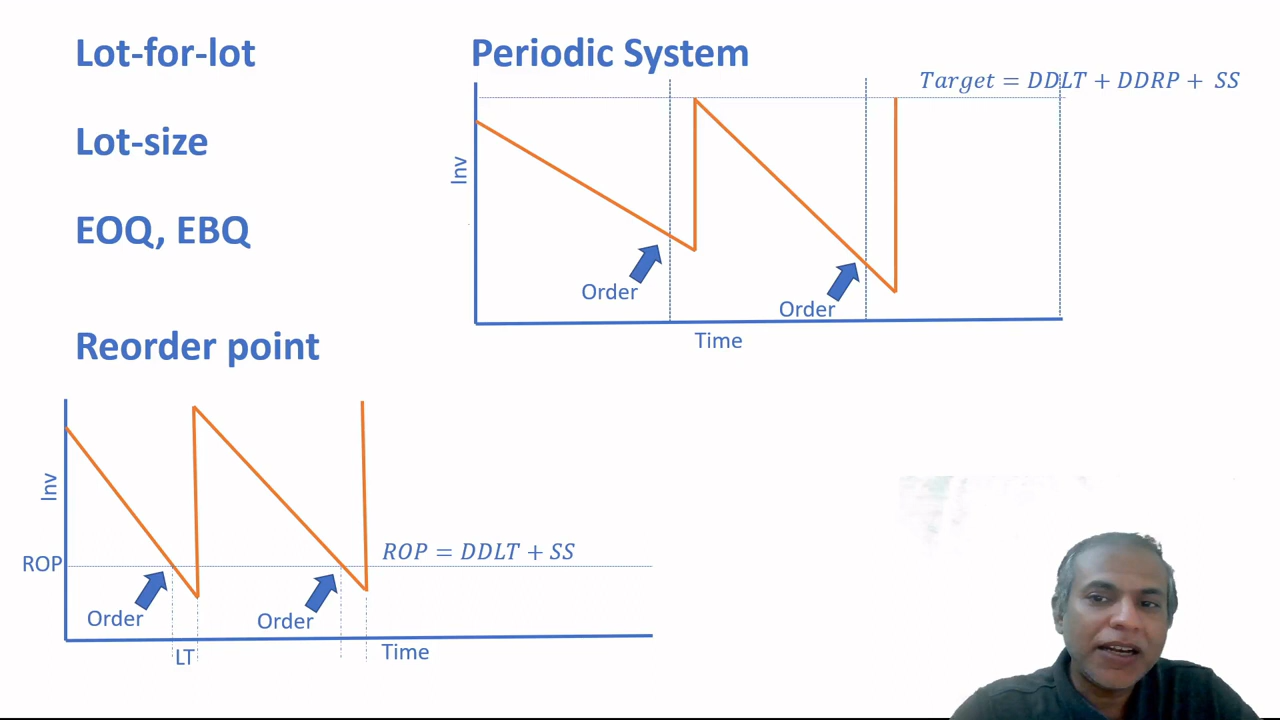 Lot-for-lot
Lot-size
EOQ, EBQ
Periodic System
Target = DDLT + DDRP + SS
Inv
Order
Order
Time
Reorder point
Inv
ROP
ROP = DDLT + SS
Order
Order
LT
Time